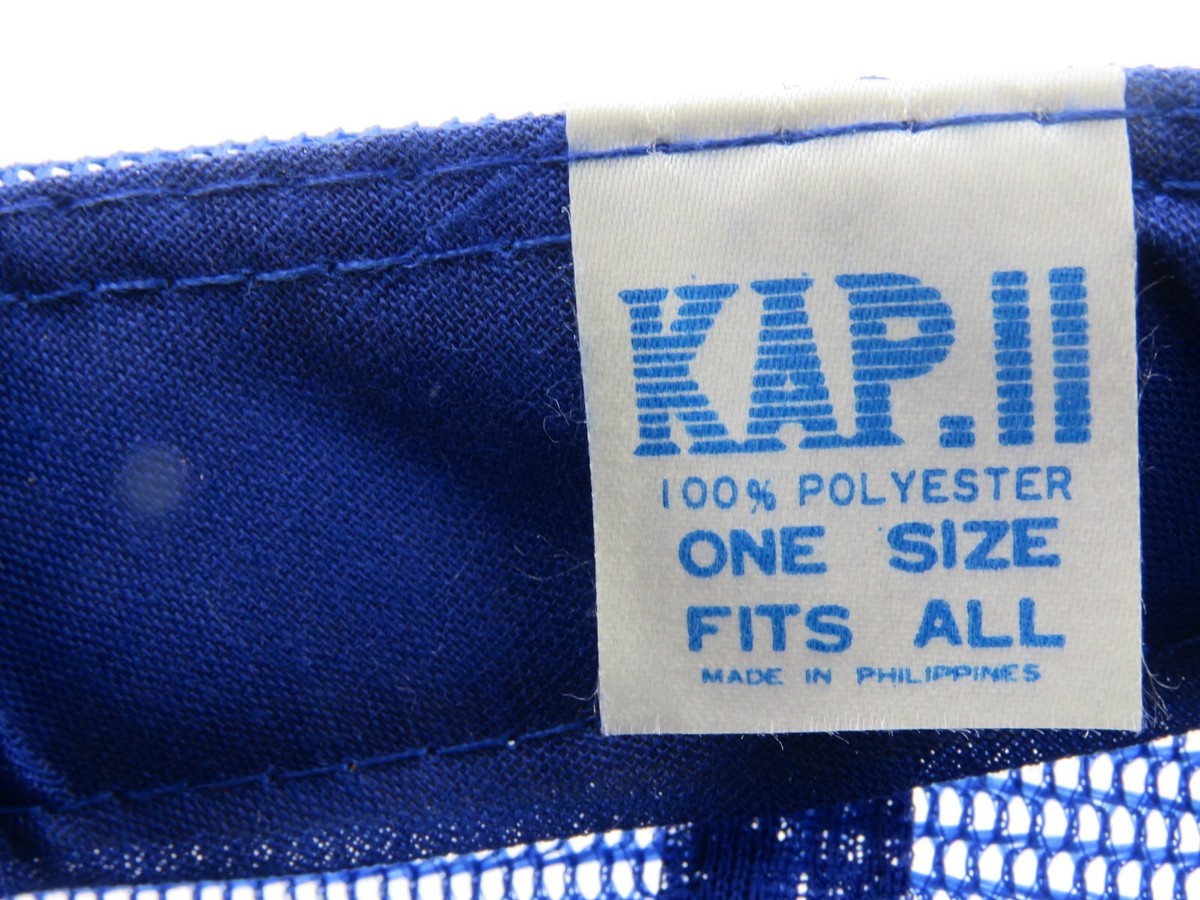 KAP.II
100% POLYESTER
ONE SIZE
FITS ALL
MADE IN PHILIPPINES